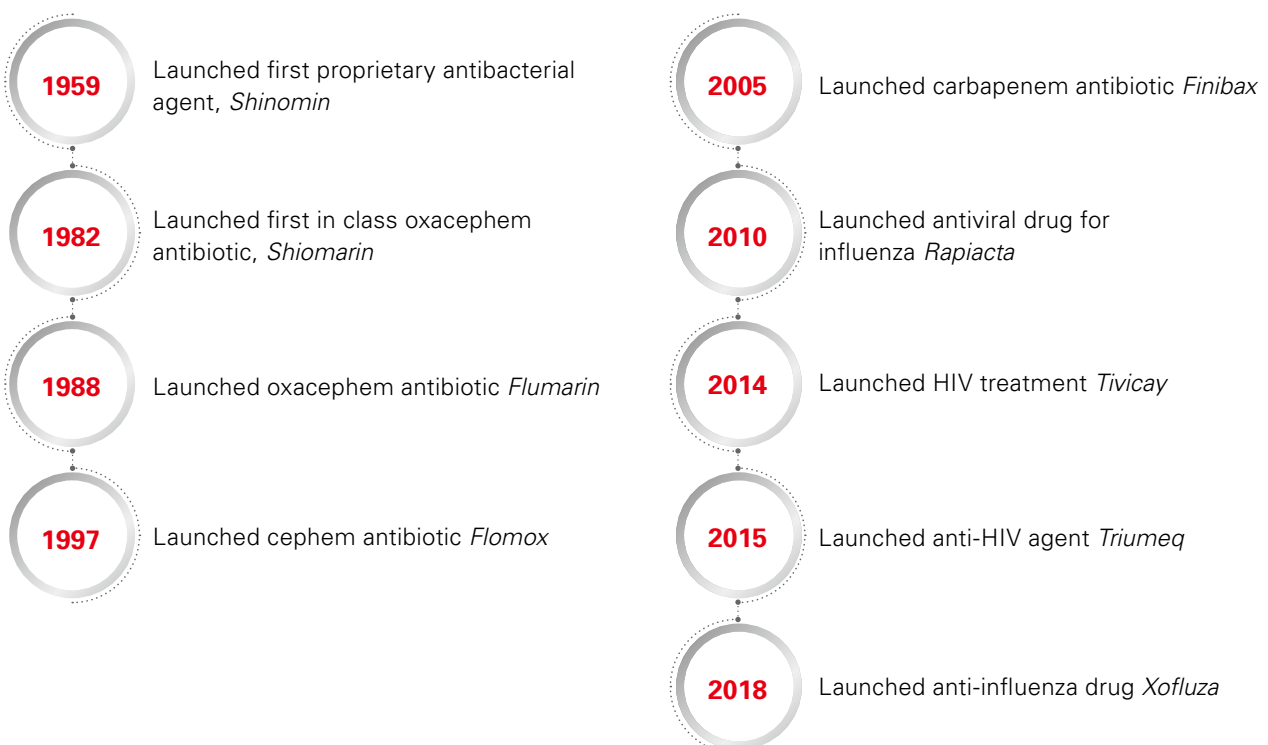 1959
Launched first proprietary antibacterial
agent, Shinomin
1982
Launched first in class oxacephem
antibiotic, Shiomarin
1988
Launched oxacephem antibiotic Flumarin
1997
Launched cephem antibiotic Flomox
2005
Launched carbapenem antibiotic Finibax
2010
Launched antiviral drug for
influenza Rapiacta
2014
Launched HIV treatment Tivicay
2015
Launched anti-HIV agent Triumeq
2018
Launched anti-influenza drug Xofluza